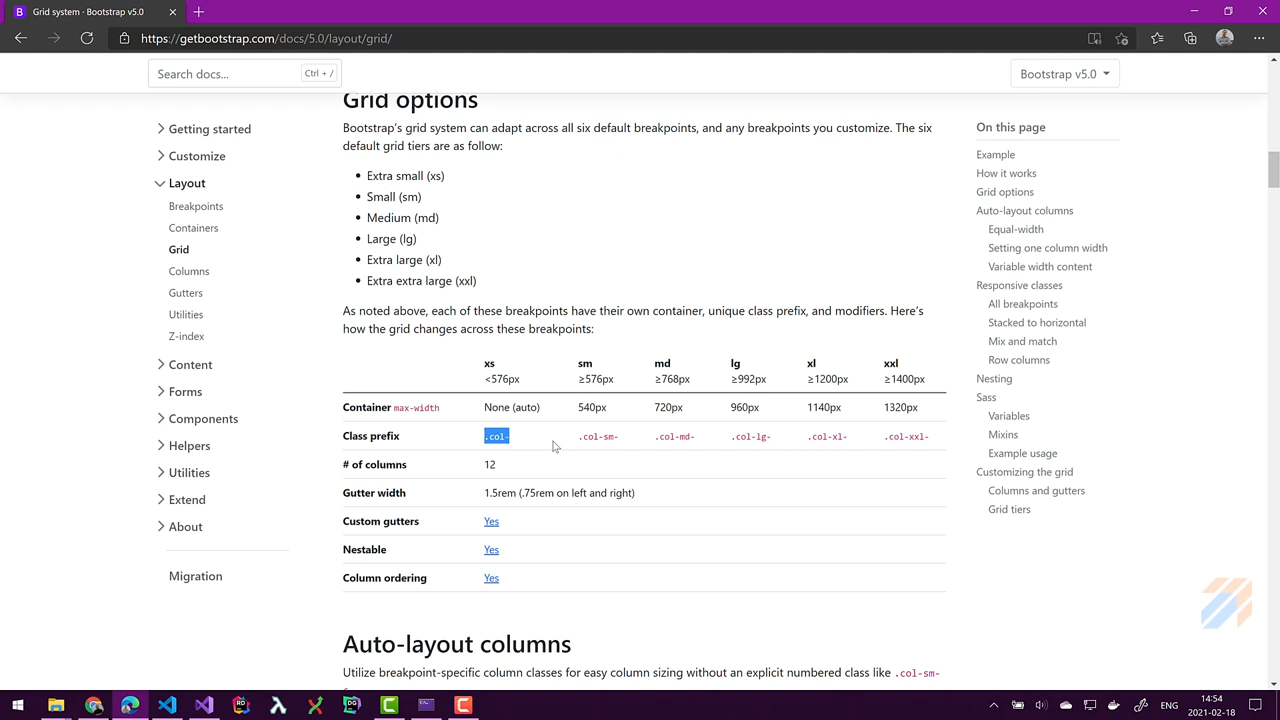 Grid system · Bootstrap v5.0
https://getbootstrap.com/docs/5.0/layout/grid/
Search docs...
Ctrl + /
Bootstrap v5.0
Getting started
Customize
Layout
Breakpoints
Containers
Grid
Columns
Gutters
Utilities
Z-index
Content
Forms
Components
Helpers
Utilities
Extend
About
Migration
Grid options
Bootstrap's grid system can adapt across all six default breakpoints, and any breakpoints you customize. The six
default grid tiers are as follow:
Extra small (xs)
Small (sm)
Medium (md)
Large (lg)
Extra large (xl)
Extra extra large (xxl)
As noted above, each of these breakpoints have their own container, unique class prefix, and modifiers. Here's
how the grid changes across these breakpoints:
xs sm md lg xl xxl
<576px ≥576px ≥768px ≥992px ≥1200px ≥1400px
Container max-width None (auto) 540px 720px 960px 1140px 1320px
Class prefix .col- .col-sm- .col-md- .col-lg- .col-xl- .col-xxl-
# of columns 12
Gutter width 1.5rem (.75rem on left and right)
Custom gutters Yes
Nestable Yes
Column ordering Yes
Auto-layout columns
Utilize breakpoint-specific column classes for easy column sizing without an explicit numbered class like .col-sm-
On this page
Example
How it works
Grid options
Auto-layout columns
Equal-width
Setting one column width
Variable width content
Responsive classes
All breakpoints
Stacked to horizontal
Mix and match
Row columns
Nesting
Sass
Variables
Mixins
Example usage
Customizing the grid
Columns and gutters
Grid tiers
ENG
14:54
2021-02-18